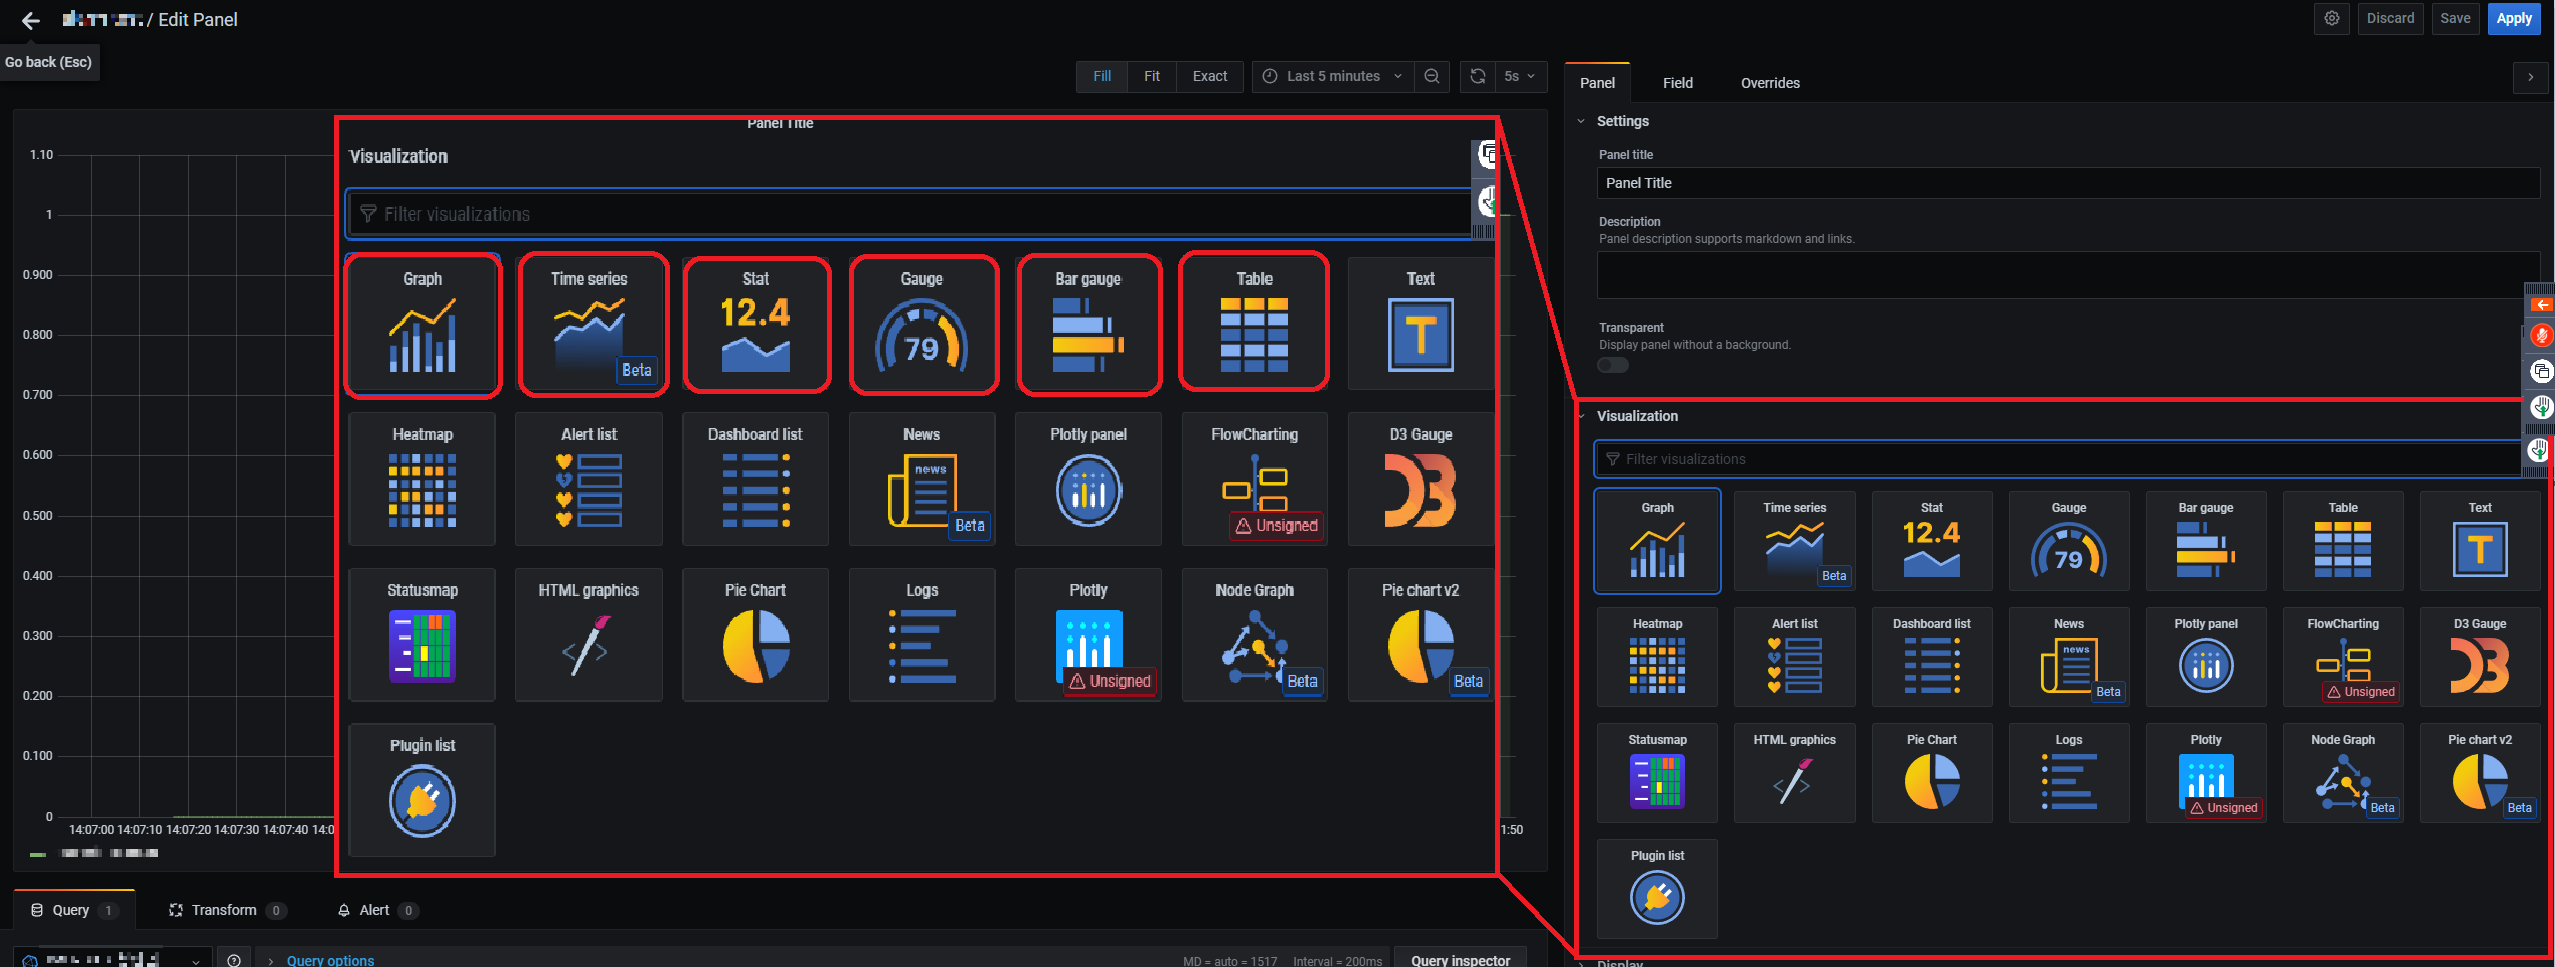 / Edit Panel
Discard
Save
Apply
Go back (Esc)
Fill
Fit
Exact
Last 5 minutes
5s
Panel Title
Visualization
Filter visualizations
Graph
Time series
Beta
Stat
12.4
Gauge
79
Bar gauge
Table
Text
T
Heatmap
Alert list
Dashboard list
News
news
Beta
Plotly panel
FlowCharting
Unsigned
D3 Gauge
Statusmap
HTML graphics
Pie Chart
Logs
Plotly
Unsigned
Node Graph
Beta
Pie chart v2
Beta
Plugin list
1.10
1
0.900
0.800
0.700
0.600
0.500
0.400
0.300
0.200
0.100
0
14:07:00 14:07:10 14:07:20 14:07:30 14:07:40 14:0
1:50
Query 1
Transform 0
Alert 0
Query options
MD = auto = 1517
Interval = 200ms
Query inspector
Panel
Field
Overrides
Settings
Panel title
Panel Title
Description
Panel description supports markdown and links.
Transparent
Display panel without a background.
Visualization
Filter visualizations
Graph
Time series
Beta
Stat
12.4
Gauge
79
Bar gauge
Table
Text
T
Heatmap
Alert list
Dashboard list
News
news
Beta
Plotly panel
FlowCharting
Unsigned
D3 Gauge
Statusmap
HTML graphics
Pie Chart
Logs
Plotly
Unsigned
Node Graph
Beta
Pie chart v2
Beta
Plugin list
Display